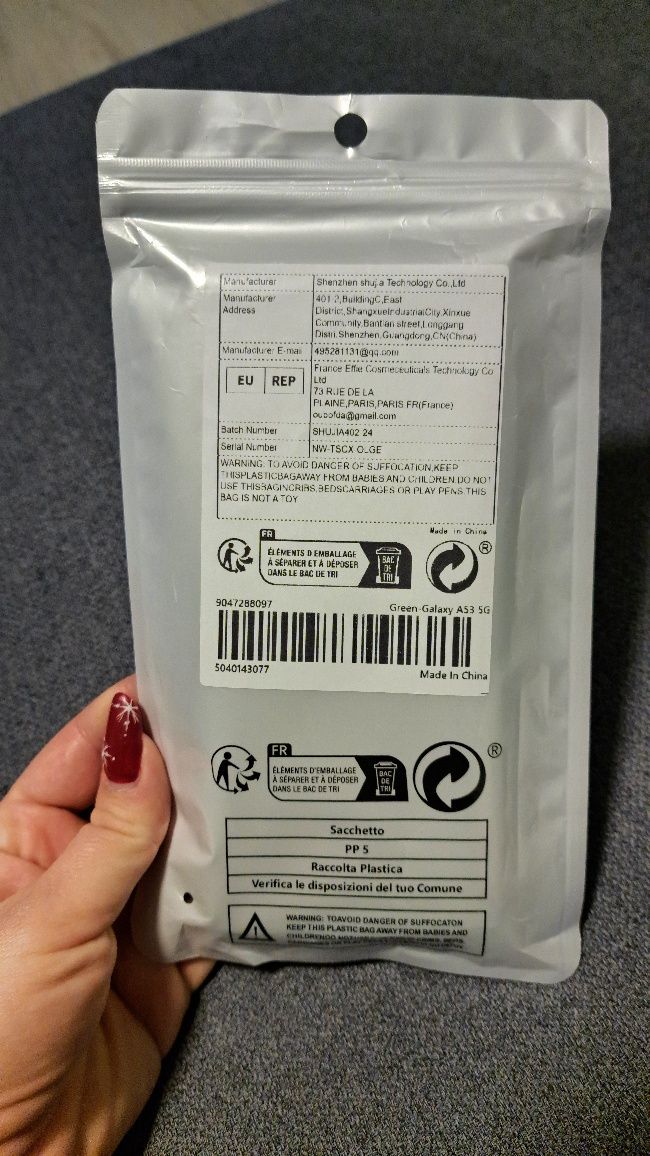 Manufacturer Shenzhen shujia Technology Co.,Ltd
Manufacturer Address
401 2,BuildingC,East
District,ShangxueIndustrialCity,Xinxue
Community,Bantian street,Longgang
Distri,Shenzhen,Guangdong,CN(China)
Manufacturer E-mail 495281131@qq.com
EU REP
France Effie Cosmeceuticals Technology Co
Ltd
73 RUE DE LA
PLAINE,PARIS,PARIS FR(France)
Batch Number SHUJIA402 24
Serial Number NW-TSCX OLGE
WARNING: TO AVOID DANGER OF SUFFOCATION,KEEP
THISPLASTICBAGAWAY FROM BABIES AND CHILDREN.DO NOT
USE THISBAGINCRIBS,BEDSCARRIAGES OR PLAY PENS.THIS
BAG IS NOT A TOY
Made in China
FR
ÉLÉMENTS D'EMBALLAGE
À SÉPARER ET À DÉPOSER
DANS LE BAC DE TRI
BAC
DE
TRI
®
9047288097
Green-Galaxy A53 5G
5040143077
Made In China
FR
ÉLÉMENTS D'EMBALLAGE
À SÉPARER ET À DÉPOSER
DANS LE BAC DE TRI
BAC
DE
TRI
®
Sacchetto
PP 5
Raccolta Plastica
Verifica le disposizioni del tuo Comune
WARNING: TOAVOID DANGER OF SUFFOCATON
KEEP THIS PLASTIC BAG AWAY FROM BABIES AND